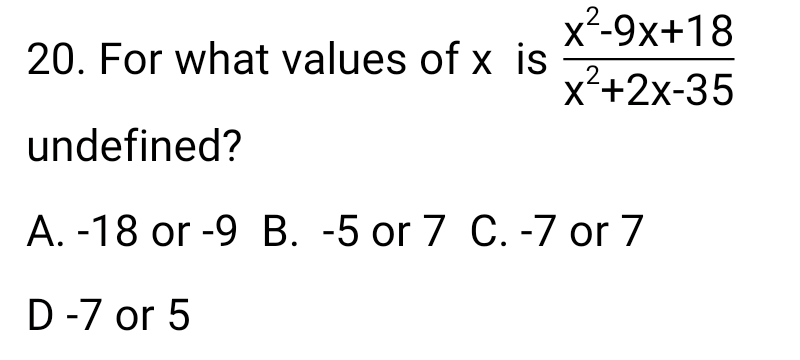 20. For what values of x is x²-9x+18
x²+2x-35
undefined?
A. -18 or -9 B. -5 or 7 C. -7 or 7
D -7 or 5